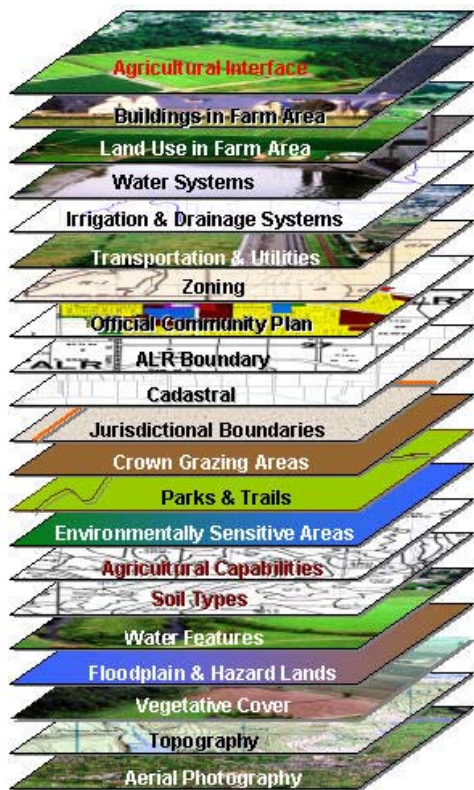 Agricultural Interface
Buildings in Farm Area
Land Use in Farm Area
Water Systems
Irrigation & Drainage Systems
Transportation & Utilities
Zoning
Official Community Plan
ALR
ALR Boundary
Cadastral
Jurisdictional Boundaries
Crown Grazing Areas
Parks & Trails
Environmentally Sensitive Areas
Agricultural Capabilities
Soil Types
Water Features
Floodplain & Hazard Lands
Vegetative Cover
Topography
Aerial Photography